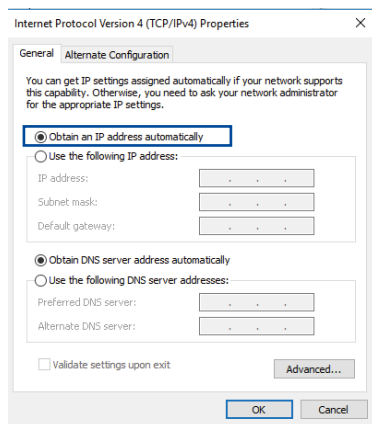 Internet Protocol Version 4 (TCP/IPv4) Properties
General
Alternate Configuration
You can get IP settings assigned automatically if your network supports
this capability. Otherwise, you need to ask your network administrator
for the appropriate IP settings.
Obtain an IP address automatically
Use the following IP address:
IP address:
Subnet mask:
Default gateway:
Obtain DNS server address automatically
Use the following DNS server addresses:
Preferred DNS server:
Alternate DNS server:
Validate settings upon exit
Advanced...
OK
Cancel